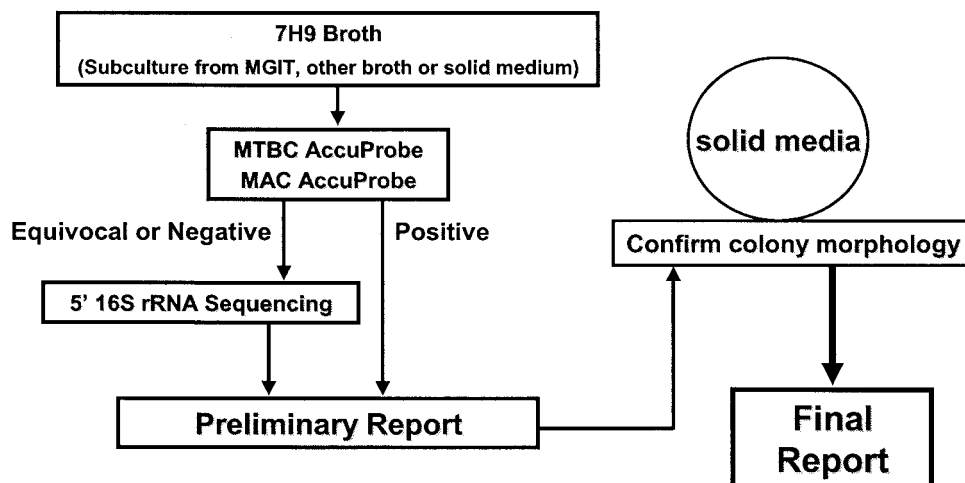 7H9 Broth
(Subculture from MGIT, other broth or solid medium)
MTBC AccuProbe
MAC AccuProbe
Equivocal or Negative
Positive
5' 16S rRNA Sequencing
Preliminary Report
solid media
Confirm colony morphology
Final
Report